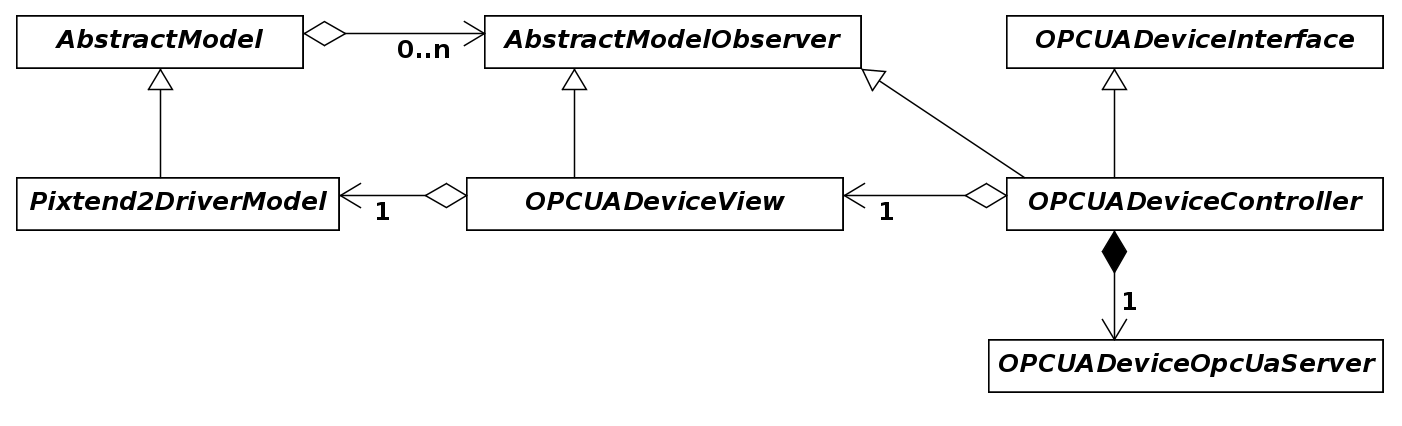 AbstractModel
0..n
AbstractModelObserver
OPCUADeviceInterface
Pixtend2DriverModel
1
OPCUADeviceView
1
OPCUADeviceController
1
OPCUADeviceOpcUaServer